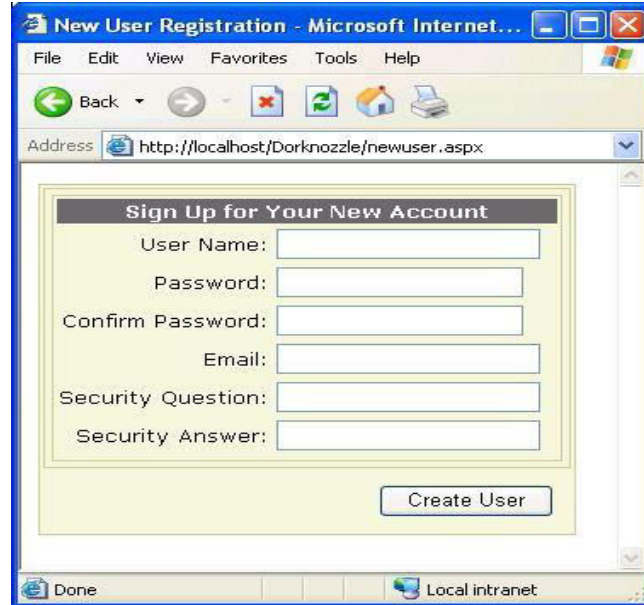 New User Registration - Microsoft Internet...
File Edit View Favorites Tools Help
Back
Address http://localhost/Dorknozzle/newuser.aspx
Sign Up for Your New Account
User Name:
Password:
Confirm Password:
Email:
Security Question:
Security Answer:
Create User
Done Local intranet